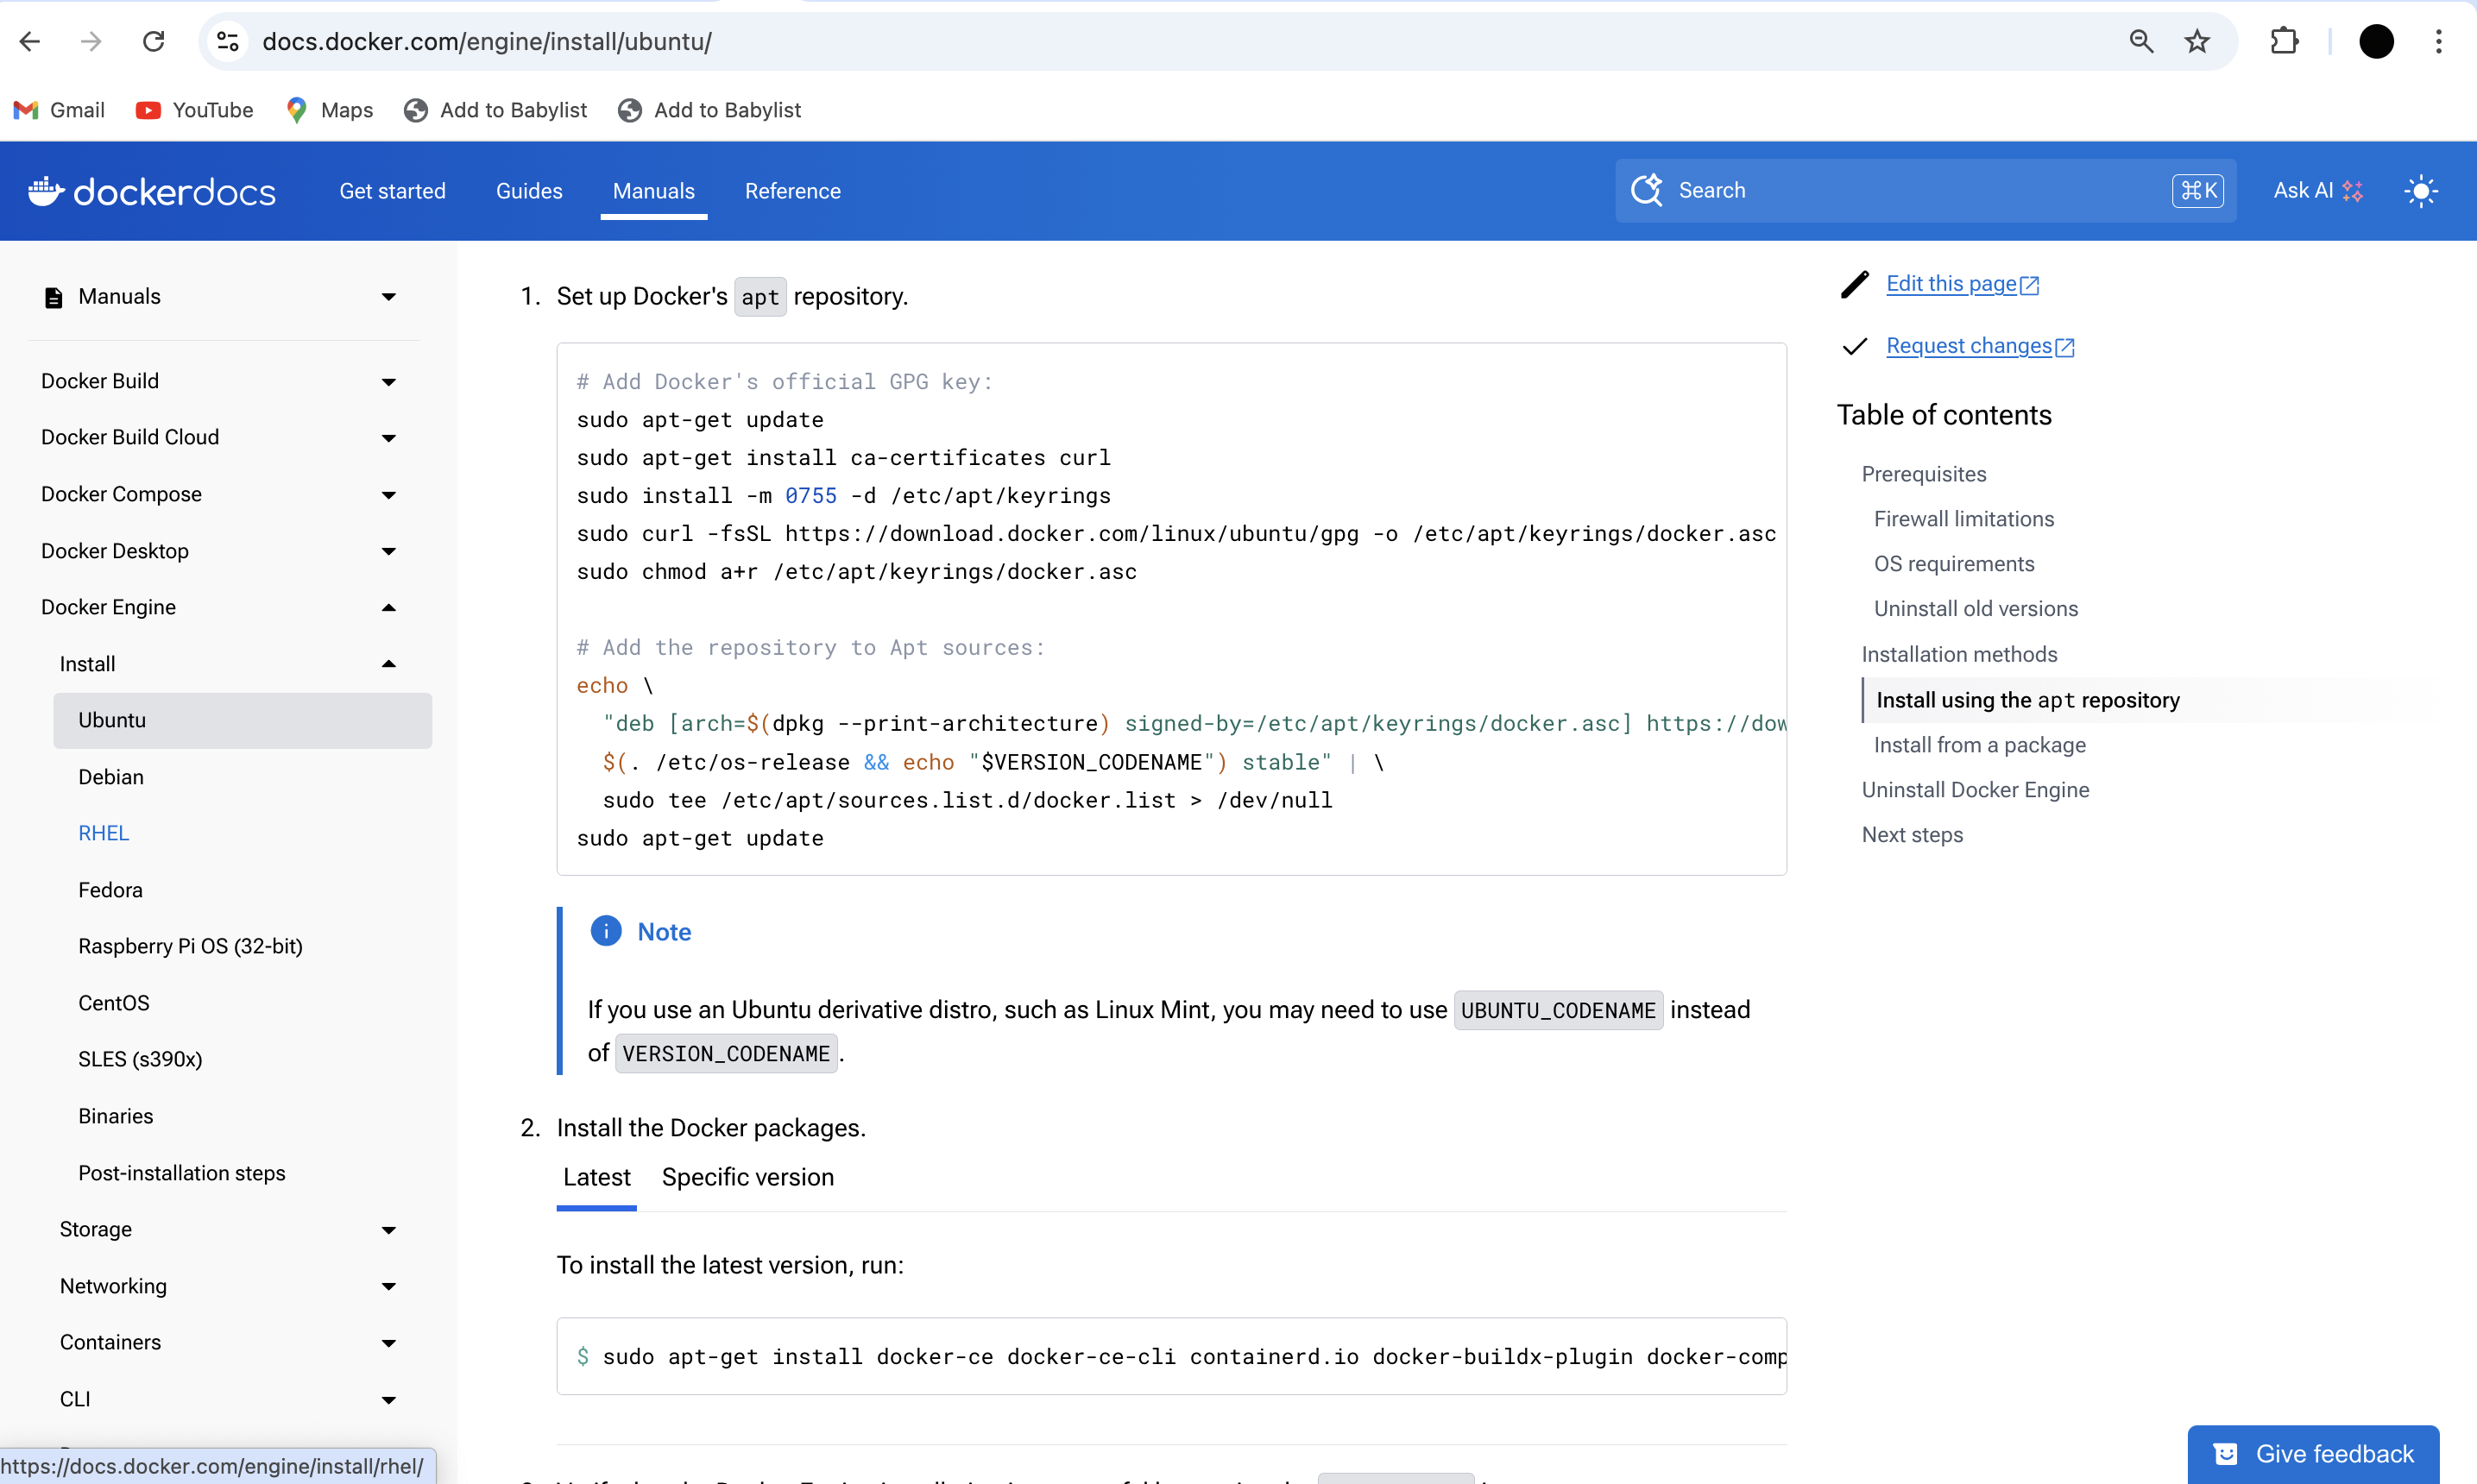 docs.docker.com/engine/install/ubuntu/
Gmail YouTube Maps Add to Babylist Add to Babylist
dockerdocs Get started Guides Manuals Reference Search ⌘K Ask AI
Manuals
Docker Build
Docker Build Cloud
Docker Compose
Docker Desktop
Docker Engine
Install
Ubuntu
Debian
RHEL
Fedora
Raspberry Pi OS (32-bit)
CentOS
SLES (s390x)
Binaries
Post-installation steps
Storage
Networking
Containers
CLI
https://docs.docker.com/engine/install/rhel/
1. Set up Docker's apt repository.
# Add Docker's official GPG key:
sudo apt-get update
sudo apt-get install ca-certificates curl
sudo install -m 0755 -d /etc/apt/keyrings
sudo curl -fsSL https://download.docker.com/linux/ubuntu/gpg -o /etc/apt/keyrings/docker.asc
sudo chmod a+r /etc/apt/keyrings/docker.asc
# Add the repository to Apt sources:
echo \
"deb [arch=$(dpkg --print-architecture) signed-by=/etc/apt/keyrings/docker.asc] https://dow
$(. /etc/os-release && echo "$VERSION_CODENAME") stable" | \
sudo tee /etc/apt/sources.list.d/docker.list > /dev/null
sudo apt-get update
Note
If you use an Ubuntu derivative distro, such as Linux Mint, you may need to use UBUNTU_CODENAME instead
of VERSION_CODENAME.
2. Install the Docker packages.
Latest Specific version
To install the latest version, run:
$ sudo apt-get install docker-ce docker-ce-cli containerd.io docker-buildx-plugin docker-comp
Edit this page
Request changes
Table of contents
Prerequisites
Firewall limitations
OS requirements
Uninstall old versions
Installation methods
Install using the apt repository
Install from a package
Uninstall Docker Engine
Next steps
Give feedback